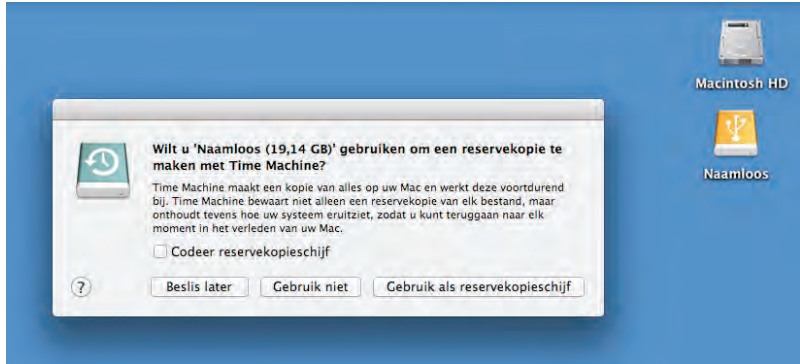 Macintosh HD
Wilt u 'Naamloos (19,14 GB)' gebruiken om een reservekopie te
maken met Time Machine?
Naamloos
Time Machine maakt een kopie van alles op uw Mac en werkt deze voortdurend
bij. Time Machine bewaart niet alleen een reservekopie van elk bestand, maar
onthoudt tevens hoe uw systeem eruitziet, zodat u kunt teruggaan naar elk
moment in het verleden van uw Mac.
Codeer reservekopieschijf
?
Beslis later
Gebruik niet
Gebruik als reservekopieschijf